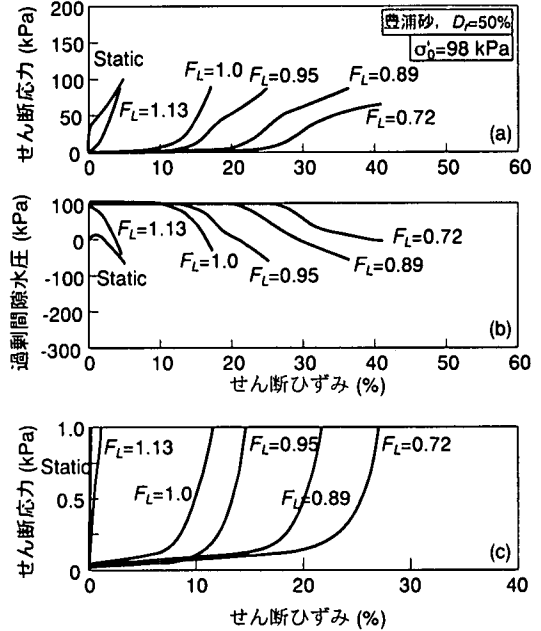 200
150
100
50
0
せん断応力 (kPa)
豊浦砂, Dr=50%
σ'0=98 kPa
Static
FL=1.13
FL=1.0
FL=0.95
FL=0.89
FL=0.72
(a)
0 10 20 30 40 50 60
100
0
-100
-200
-300
過剰間隙水圧 (kPa)
FL=1.13
Static
FL=1.0
FL=0.95
FL=0.89
FL=0.72
(b)
0 10 20 30 40 50 60
せん断ひずみ (%)
1.0
0.5
0
せん断応力 (kPa)
Static
FL=1.13
FL=1.0
FL=0.95
FL=0.89
FL=0.72
(c)
0 10 20 30 40
せん断ひずみ (%)